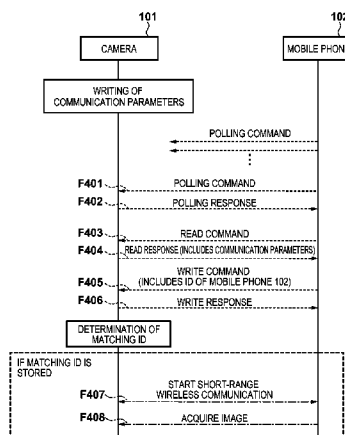 101
102
CAMERA
MOBILE PHONE
WRITING OF
COMMUNICATION PARAMETERS
POLLING COMMAND
F401
POLLING COMMAND
F402
POLLING RESPONSE
F403
READ COMMAND
F404
READ RESPONSE (INCLUDES COMMUNICATION PARAMETERS)
WRITE COMMAND
F405
(INCLUDES ID OF MOBILE PHONE 102)
F406
WRITE RESPONSE
DETERMINATION OF
MATCHING ID
IF MATCHING ID IS
STORED
START SHORT-RANGE
F407
WIRELESS COMMUNICATION
F408
ACQUIRE IMAGE